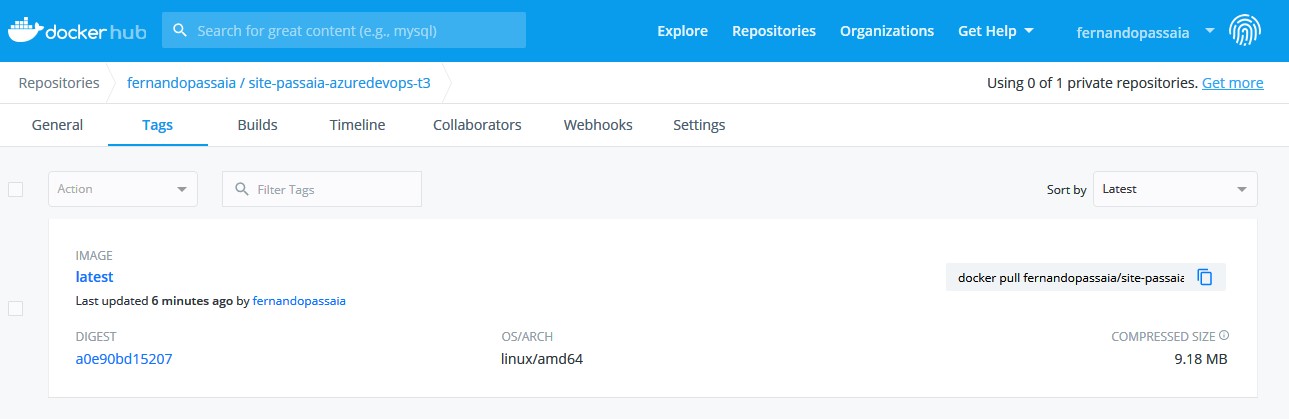 docker hub Search for great content (e.g., mysql) Explore Repositories Organizations Get Help fernandopassaia
Repositories fernandopassaia / site-passaia-azuredevops-t3 Using 0 of 1 private repositories. Get more
General Tags Builds Timeline Collaborators Webhooks Settings
Action Filter Tags Sort by Latest
IMAGE
latest docker pull fernandopassaia/site-passaia
Last updated 6 minutes ago by fernandopassaia
DIGEST OS/ARCH COMPRESSED SIZE
a0e90bd15207 linux/amd64 9.18 MB